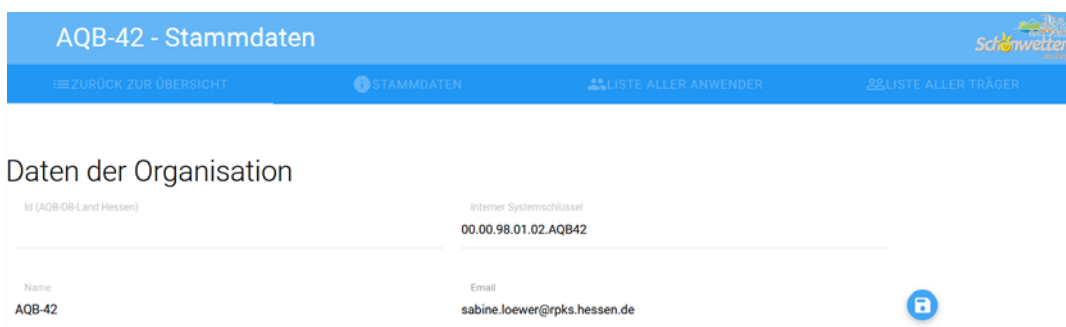 AQB-42 - Stammdaten
Schönwetter
ZURÜCK ZUR ÜBERSICHT
STAMMDATEN
LISTE ALLER ANWENDER
LISTE ALLER TRÄGER
Daten der Organisation
Id (AQB-DB-Land Hessen)
Interner Systemschlüssel
00.00.98.01.02.AQB42
Name
Email
AQB-42
sabine.loewer@rpks.hessen.de